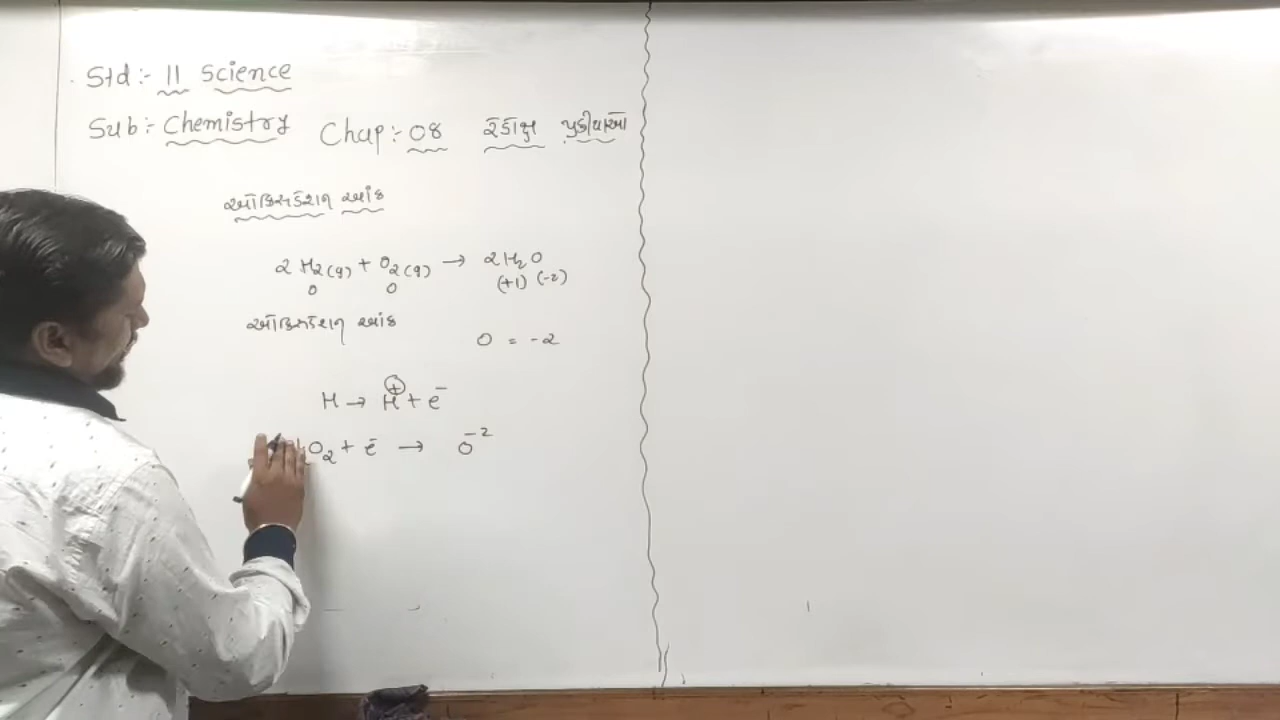 Std :- 11 Science
Sub :- Chemistry Chap :- 08 રેડોક્ષ પ્રક્રીયાઓ
ઓક્સિડેશન આંક
2 H2(g) + O2(g) → 2H2O
0 0 (+1) (-2)
ઓક્સિડેશન આંક
O = -2
H → H+ + e-
O2 + e- → O-2